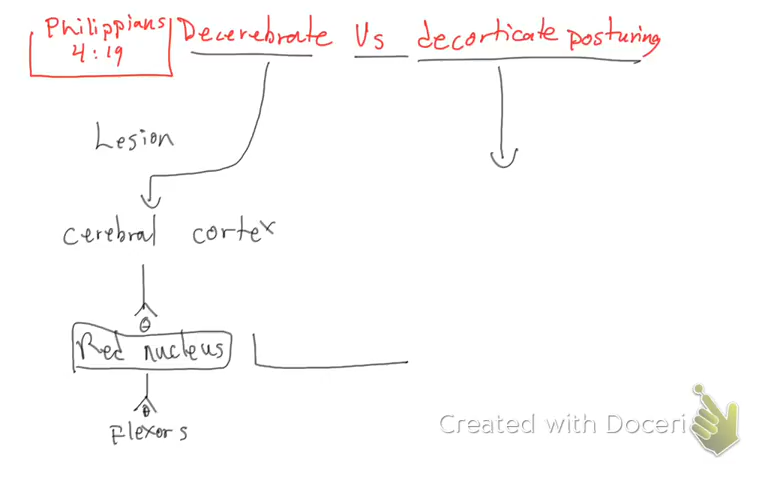 Philippians
4:19
Decerebrate Vs decorticate posturing
Lesion
cerebral cortex
θ
Red nucleus
θ
Flexors
Created with Doceri